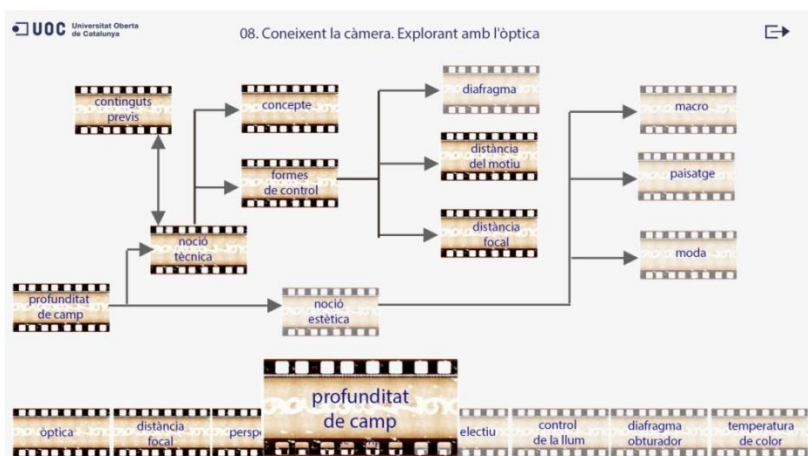 UOC Universitat Oberta
de Catalunya
08. Coneixent la càmera. Explorant amb l'òptica
continguts
previs
concepte
diafragma
macro
formes
de control
distància
del motiu
paisatge
noció
tècnica
distància
focal
moda
profunditat
de camp
noció
estètica
profunditat
de camp
òptica
distància
focal
persp
electiu
control
de la llum
diafragma
obturador
temperatura
de color